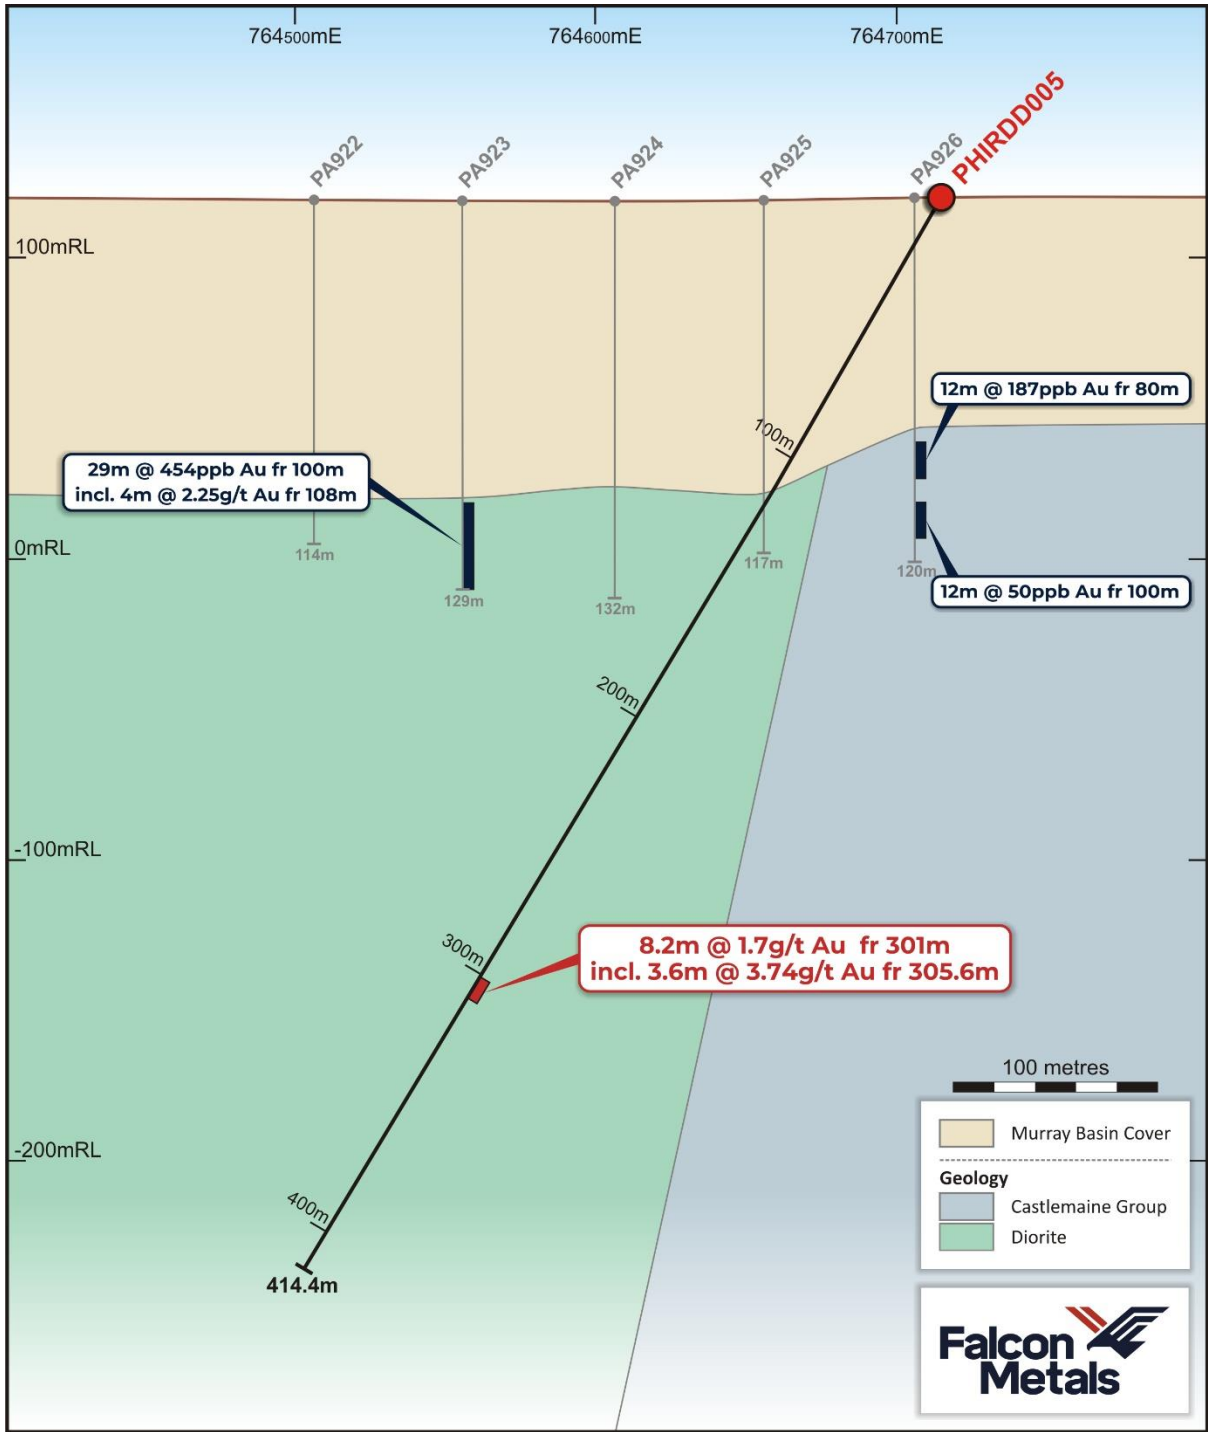 764500mE
764600mE
764700mE
PA922
PA923
PA924
PA925
PA926
PHIRDD005
100mRL
12m @ 187ppb Au fr 80m
100m
29m @ 454ppb Au fr 100m
incl. 4m @ 2.25g/t Au fr 108m
0mRL
114m
129m
132m
117m
120m
12m @ 50ppb Au fr 100m
200m
-100mRL
300m
8.2m @ 1.7g/t Au fr 301m
incl. 3.6m @ 3.74g/t Au fr 305.6m
100 metres
Murray Basin Cover
-200mRL
Geology
Castlemaine Group
Diorite
400m
414.4m
Falcon
Metals